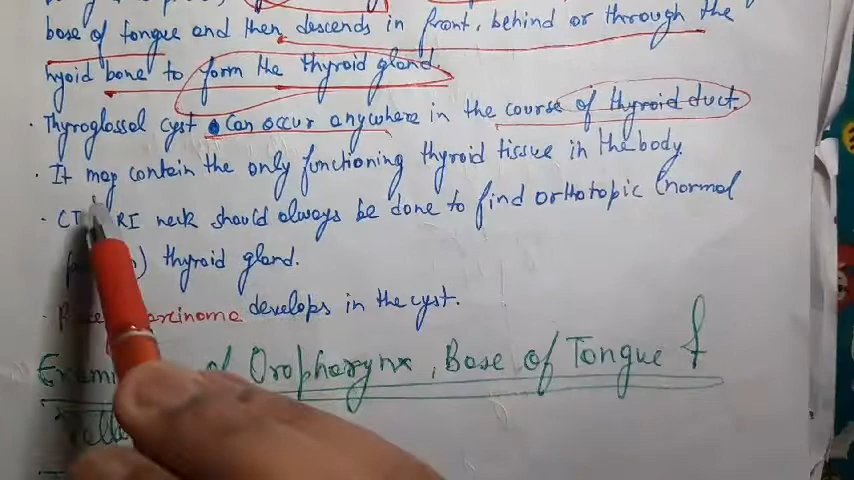 base of tongue and then descends in front, behind or through the
hyoid bone to form the thyroid gland.
· Thyroglossal cyst can occur anywhere in the course of thyroid duct.
· It may contain the only functioning thyroid tissue in the body.
· CT RI neck should always be done to find orthotopic (normal
) thyroid gland.
· arcinoma develops in the cyst.
Exami of Oropharynx, Base of Tongue &